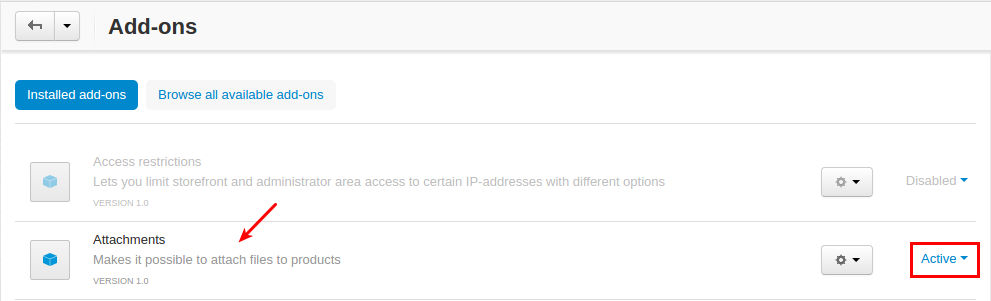 Add-ons
Installed add-ons
Browse all available add-ons
Access restrictions
Lets you limit storefront and administrator area access to certain IP-addresses with different options
VERSION 1.0
Disabled
Attachments
Makes it possible to attach files to products
VERSION 1.0
Active